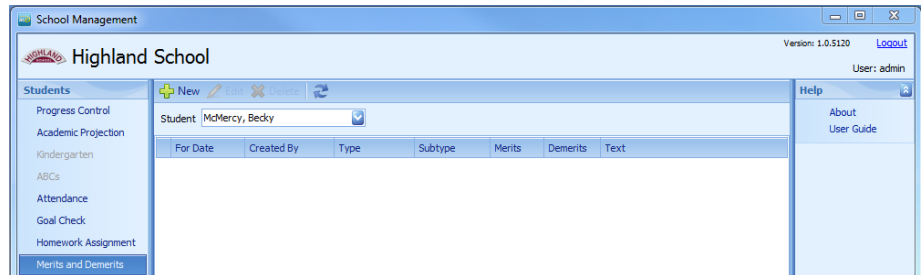 School Management
HIGHLAND
SCHOOL
Highland School
Version: 1.0.5120 Logout
User: admin
Students
Progress Control
Academic Projection
Kindergarten
ABCs
Attendance
Goal Check
Homework Assignment
Merits and Demerits
New Edit Delete
Student McMercy, Becky
For Date Created By Type Subtype Merits Demerits Text
Help
About
User Guide